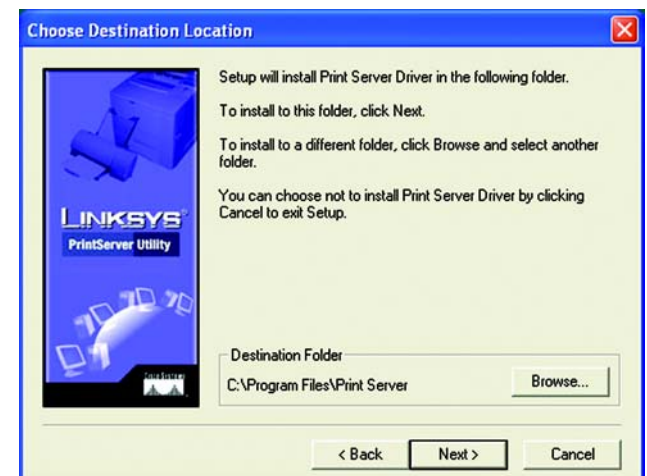 Choose Destination Location
Setup will install Print Server Driver in the following folder.
To install to this folder, click Next.
To install to a different folder, click Browse and select another
folder.
You can choose not to install Print Server Driver by clicking
Cancel to exit Setup.
LINKSYS®
PrintServer Utility
Cisco Systems
Destination Folder
C:\Program Files\Print Server
Browse...
< Back
Next >
Cancel